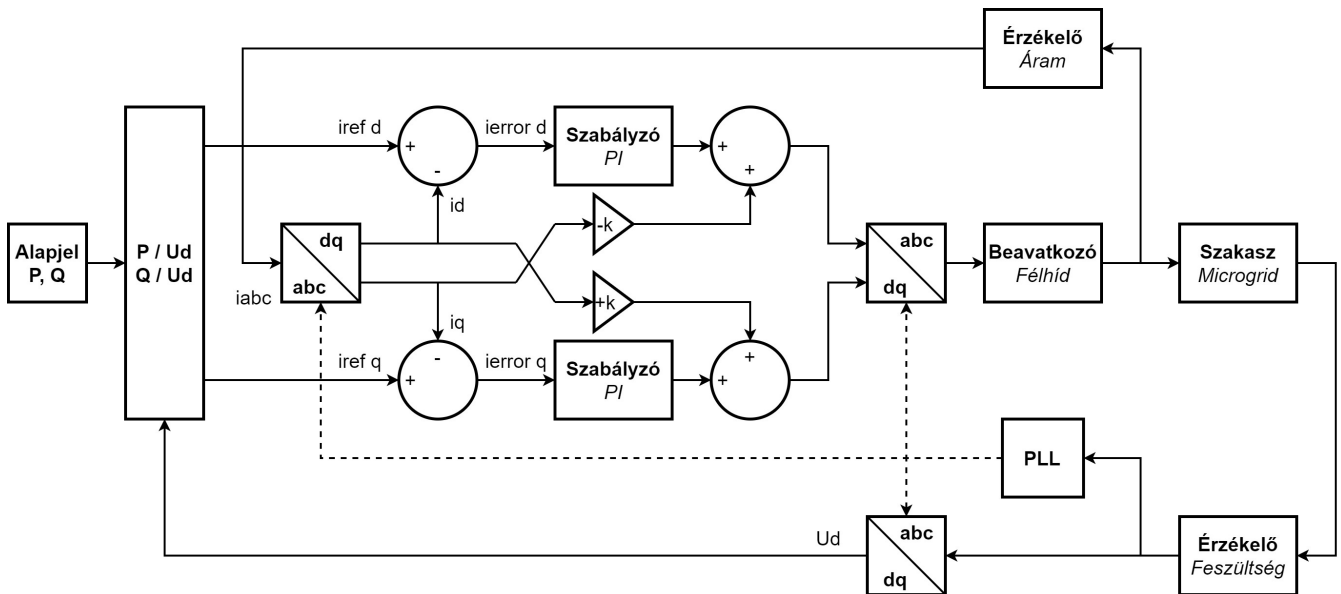 Érzékelő
Áram
iref d
+
-
ierror d
Szabályzó
PI
+
+
id
-k
Alapjel
P, Q
P / Ud
Q / Ud
dq
abc
iabc
+k
abc
dq
Beavatkozó
Félhíd
Szakasz
Microgrid
iq
iref q
-
+
ierror q
Szabályzó
PI
+
+
PLL
Ud
abc
dq
Érzékelő
Feszültség